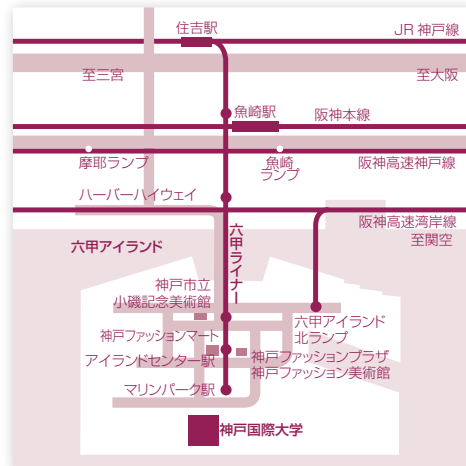 住吉駅
JR 神戸線
至三宮
至大阪
魚崎駅
阪神本線
摩耶ランプ
魚崎
ランプ
阪神高速神戸線
ハーバーハイウェイ
阪神高速湾岸線
至関空
六甲アイランド
六甲ライナー
神戸市立
小磯記念美術館
六甲アイランド
北ランプ
神戸ファッションマート
アイランドセンター駅
神戸ファッションプラザ
神戸ファッション美術館
マリンパーク駅
神戸国際大学